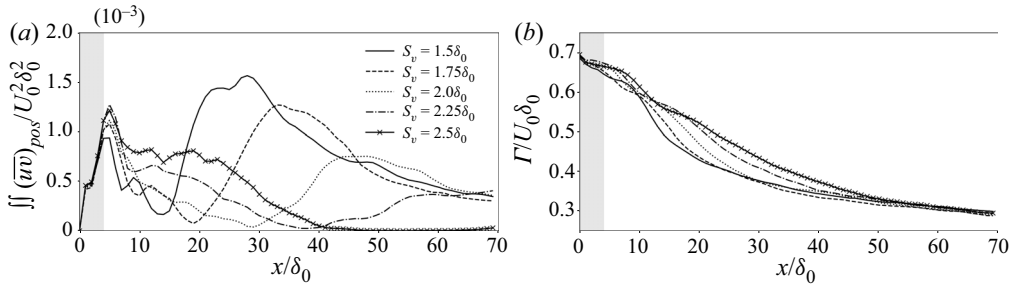 (a)
(10⁻³)
2.0
1.5
1.0
0.5
0
∬ (u̅v̅)pos/U₀²δ₀²
0 10 20 30 40 50 60 70
x/δ₀
Sᵥ = 1.5δ₀
Sᵥ = 1.75δ₀
Sᵥ = 2.0δ₀
Sᵥ = 2.25δ₀
Sᵥ = 2.5δ₀
(b)
0.7
0.6
0.5
0.4
0.3
Γ/U₀δ₀
0 10 20 30 40 50 60 70
x/δ₀